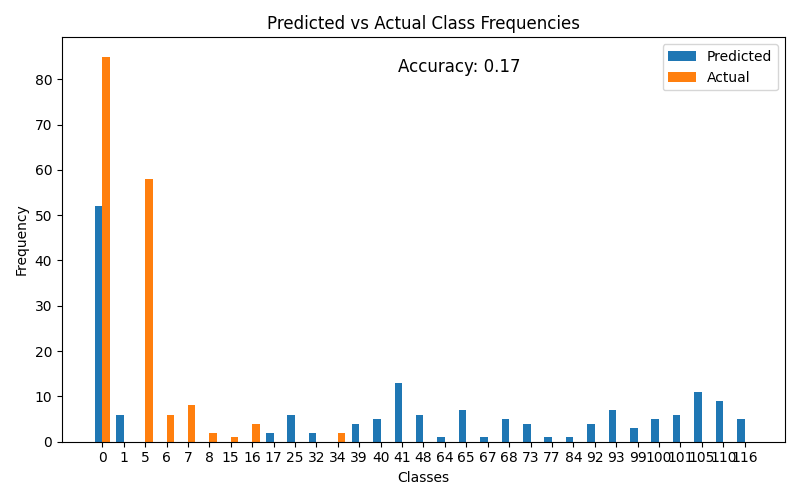 Predicted vs Actual Class Frequencies
Accuracy: 0.17
Predicted
Actual
Frequency
80
70
60
50
40
30
20
10
0
0 1 5 6 7 8 15 16 17 25 32 34 39 40 41 48 64 65 67 68 73 77 84 92 93 99 100 101 105 110 116
Classes